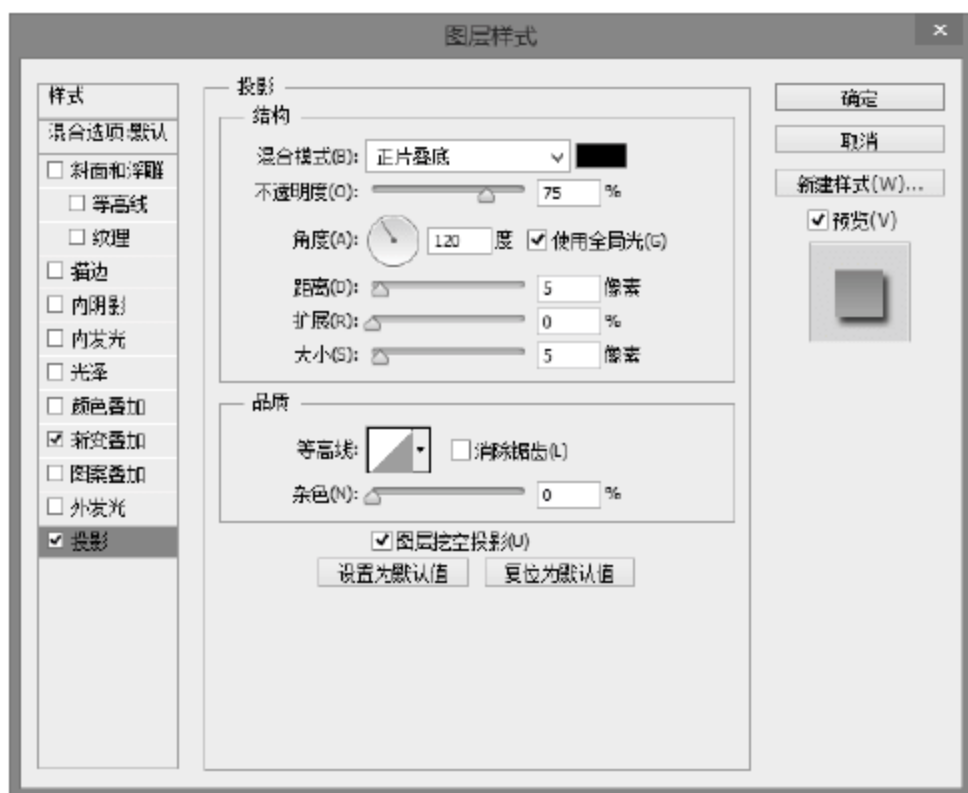 图层样式
样式
混合选项:默认
斜面和浮雕
等高线
纹理
描边
内阴影
内发光
光泽
颜色叠加
渐变叠加
图案叠加
外发光
投影
投影
结构
混合模式(B): 正片叠底
不透明度(O): 75 %
角度(A): 120 度 使用全局光(G)
距离(D): 5 像素
扩展(R): 0 %
大小(S): 5 像素
品质
等高线: 消除锯齿(L)
杂色(N): 0 %
图层挖空投影(U)
设置为默认值 复位为默认值
确定
取消
新建样式(W)...
预览(V)